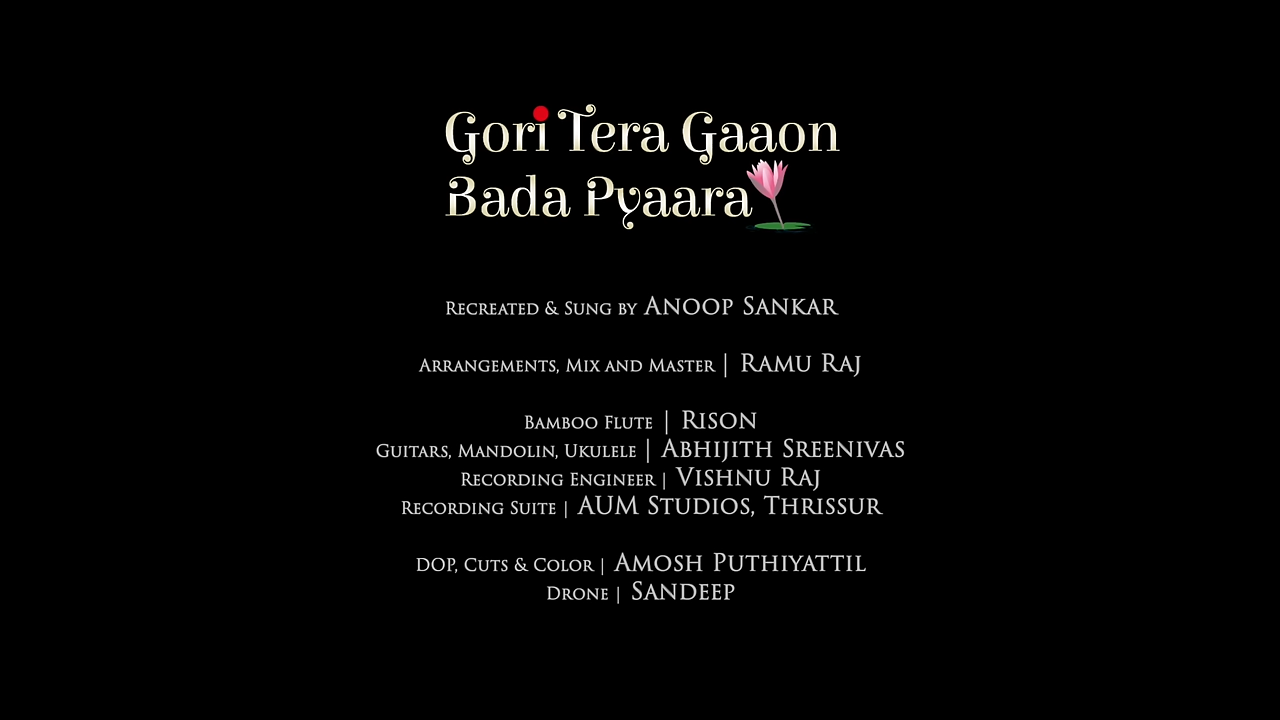 Gori Tera Gaaon
Bada Pyaara
Recreated & Sung by Anoop Sankar
Arrangements, Mix and Master | Ramu Raj
Bamboo Flute | Rison
Guitars, Mandolin, Ukulele | Abhijith Sreenivas
Recording Engineer | Vishnu Raj
Recording Suite | AUM Studios, Thrissur
DOP, Cuts & Color | Amosh Puthiyattil
Drone | Sandeep